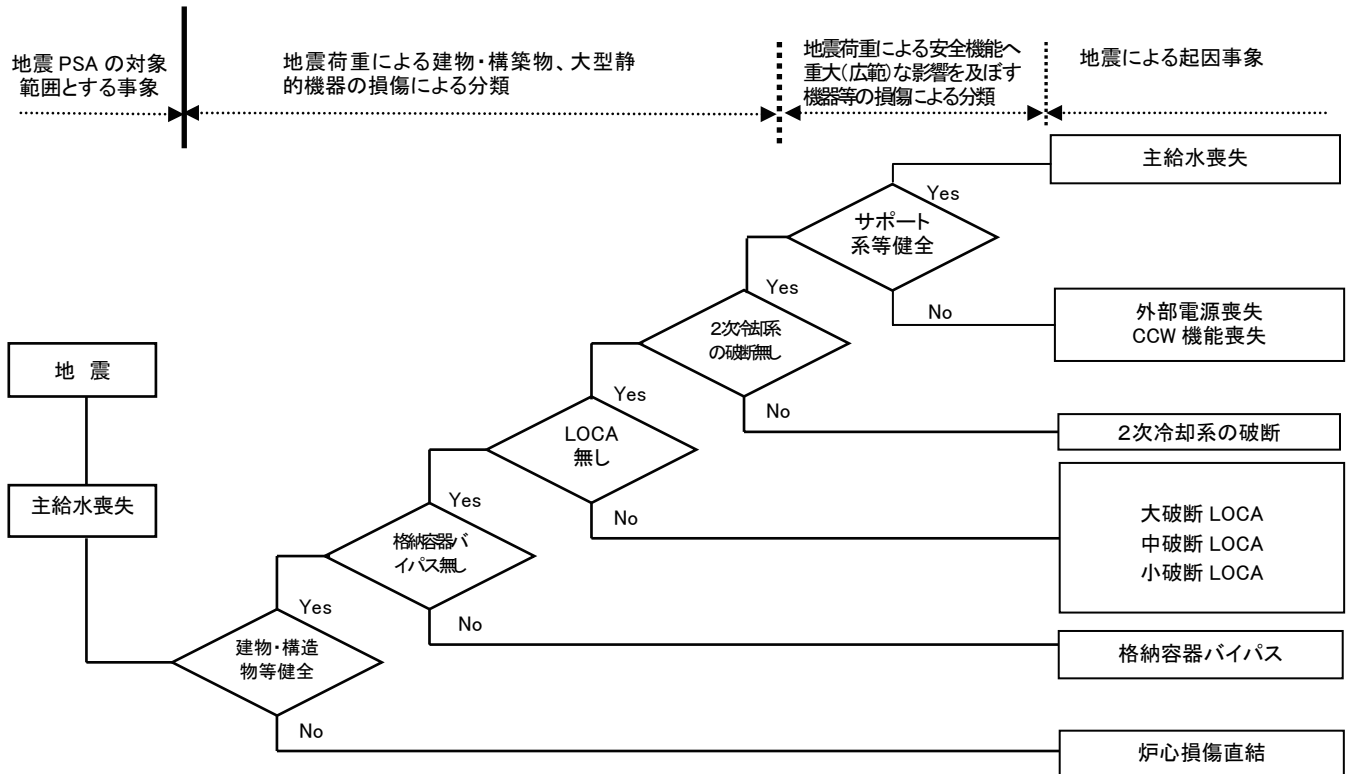 地震 PSA の対象
範囲とする事象
地震荷重による建物・構築物、大型静
的機器の損傷による分類
地震荷重による安全機能へ
重大(広範)な影響を及ぼす
機器等の損傷による分類
地震による起因事象
主給水喪失
Yes
サポート
系等健全
No
外部電源喪失
CCW 機能喪失
Yes
2次冷却系
の破断無し
No
2次冷却系の破断
地 震
Yes
LOCA
無し
No
大破断 LOCA
中破断 LOCA
小破断 LOCA
主給水喪失
Yes
格納容器バ
イパス無し
No
格納容器バイパス
Yes
建物・構造
物等健全
No
炉心損傷直結